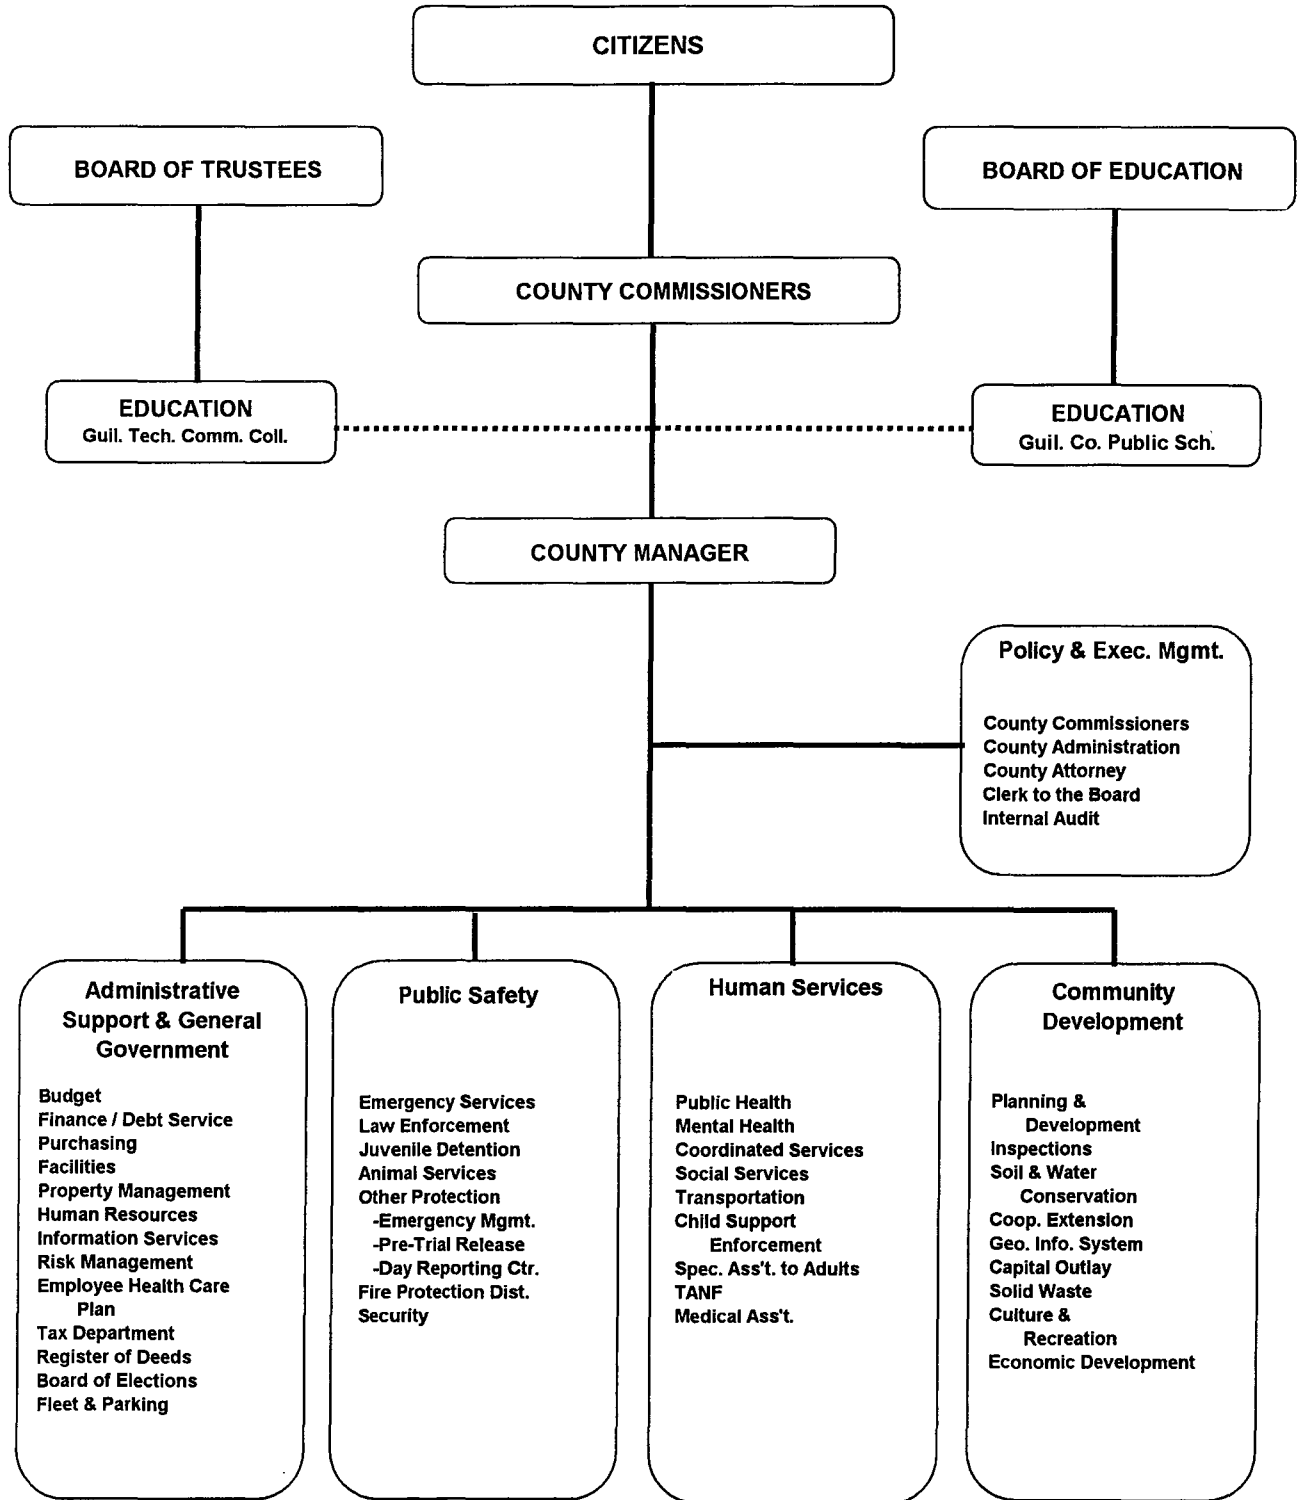 CITIZENS
BOARD OF TRUSTEES
BOARD OF EDUCATION
COUNTY COMMISSIONERS
EDUCATION
Guil. Tech. Comm. Coll.
EDUCATION
Guil. Co. Public Sch.
COUNTY MANAGER
Policy & Exec. Mgmt.
County Commissioners
County Administration
County Attorney
Clerk to the Board
Internal Audit
Administrative
Support & General
Government
Budget
Finance / Debt Service
Purchasing
Facilities
Property Management
Human Resources
Information Services
Risk Management
Employee Health Care
Plan
Tax Department
Register of Deeds
Board of Elections
Fleet & Parking
Public Safety
Emergency Services
Law Enforcement
Juvenile Detention
Animal Services
Other Protection
-Emergency Mgmt.
-Pre-Trial Release
-Day Reporting Ctr.
Fire Protection Dist.
Security
Human Services
Public Health
Mental Health
Coordinated Services
Social Services
Transportation
Child Support
Enforcement
Spec. Ass't. to Adults
TANF
Medical Ass't.
Community
Development
Planning &
Development
Inspections
Soil & Water
Conservation
Coop. Extension
Geo. Info. System
Capital Outlay
Solid Waste
Culture &
Recreation
Economic Development